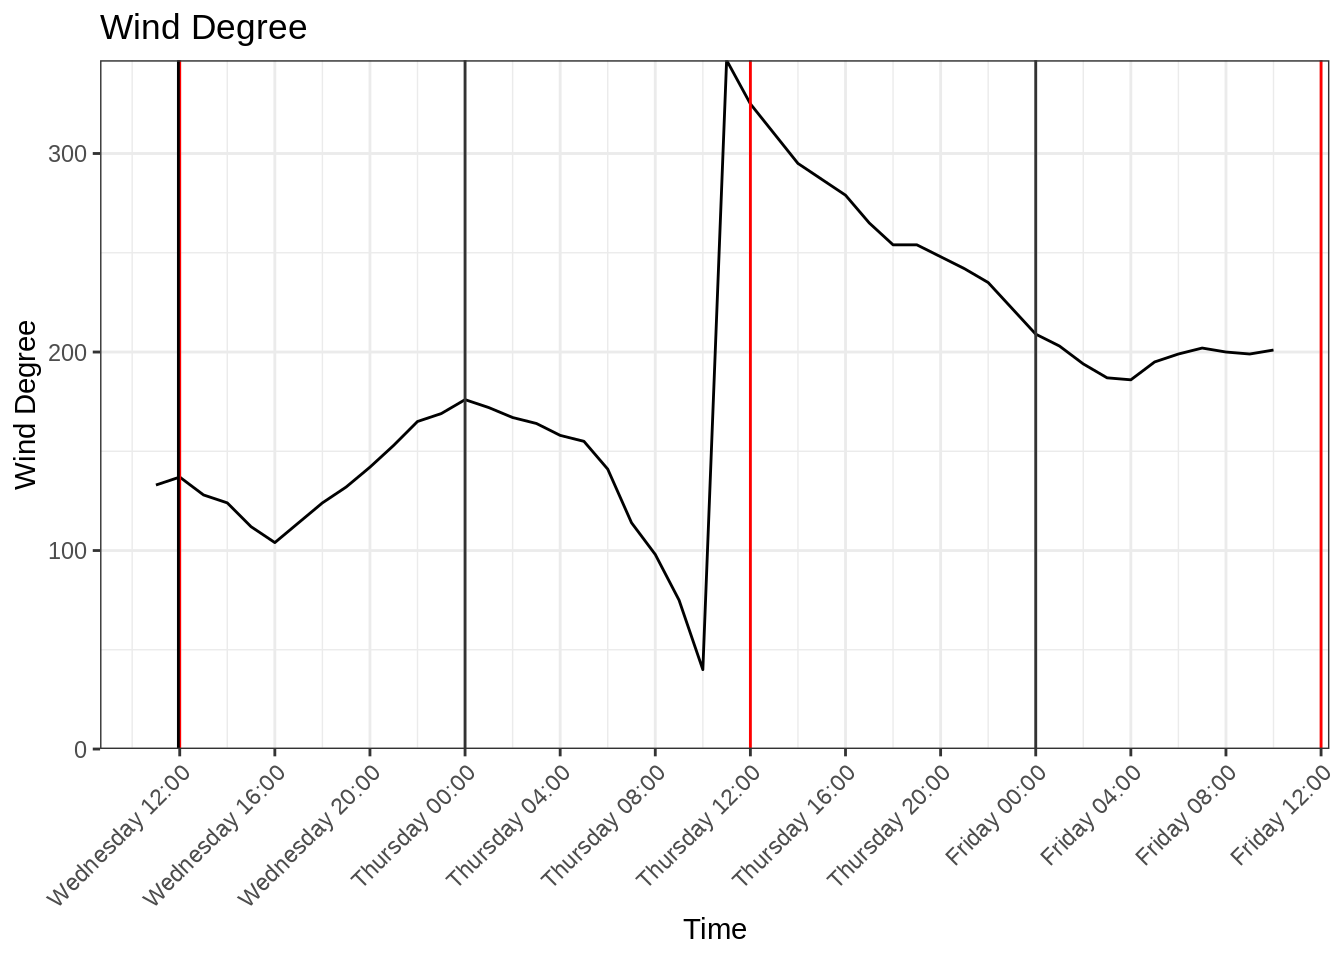 Wind Degree
Wind Degree
300
200
100
0
Wednesday 12:00
Wednesday 16:00
Wednesday 20:00
Thursday 00:00
Thursday 04:00
Thursday 08:00
Thursday 12:00
Thursday 16:00
Thursday 20:00
Friday 00:00
Friday 04:00
Friday 08:00
Friday 12:00
Time